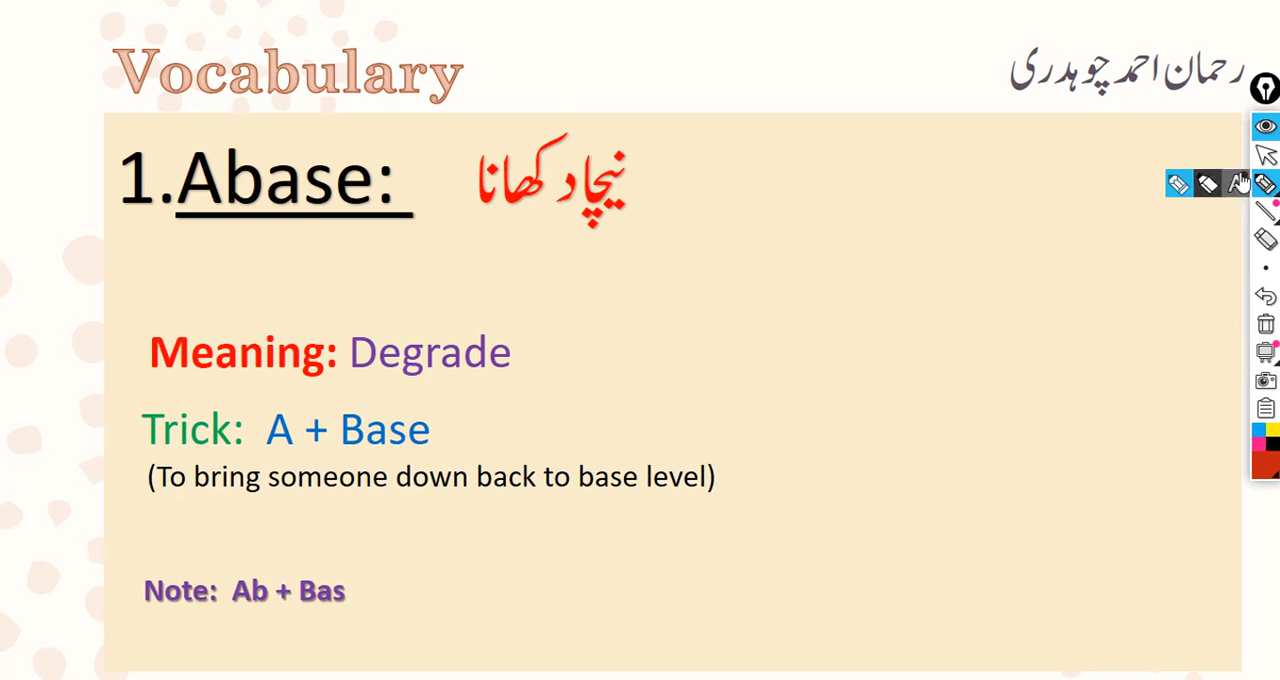 Vocabulary
رحمان احمد چوہدری
1.Abase: نیچا دکھانا
Meaning: Degrade
Trick: A + Base
(To bring someone down back to base level)
Note: Ab + Bas